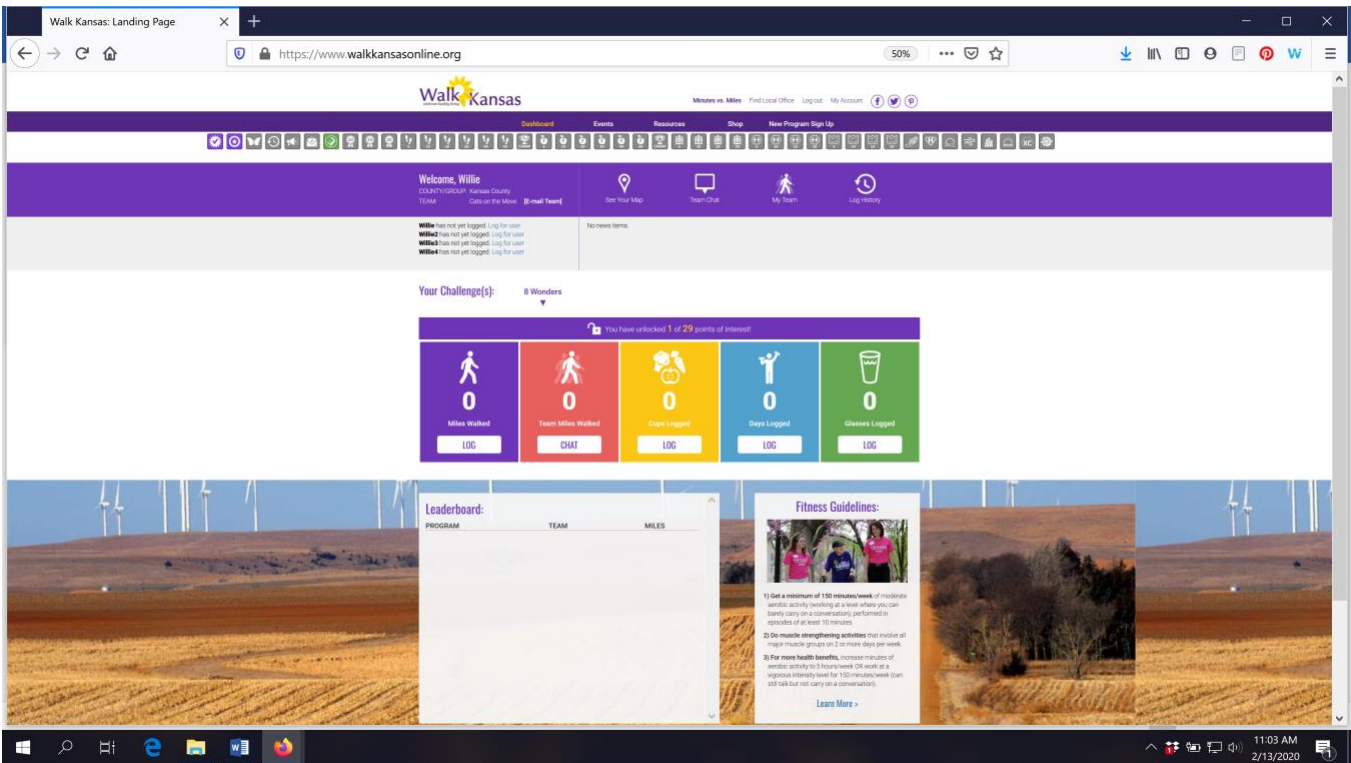 Walk Kansas: Landing Page
https://www.walkkansasonline.org
50%
Walk Kansas
Minutes vs. Miles Find Local Office Log out My Account
Dashboard Events Resources Shop New Program Sign Up
Welcome, Willie
COUNTY/GROUP: Kansas County
TEAM Cats on the Move [E-mail Team]
See Your Map
Team Chat
My Team
Log History
Willie has not yet logged. Log for user
Willie2 has not yet logged. Log for user
Willie3 has not yet logged. Log for user
Willie4 has not yet logged. Log for user
No news items.
Your Challenge(s): 8 Wonders
You have unlocked 1 of 29 points of interest!
0 0 0 0 0
Miles Walked Team Miles Walked Cups Logged Days Logged Glasses Logged
LOG CHAT LOG LOG LOG
Leaderboard:
PROGRAM TEAM MILES
Fitness Guidelines:
1) Get a minimum of 150 minutes/week of moderate
aerobic activity (working at a level where you can
barely carry on a conversation), performed in
episodes of at least 10 minutes.
2) Do muscle strengthening activities that involve all
major muscle groups on 2 or more days per week.
3) For more health benefits, increase minutes of
aerobic activity to 5 hours/week OR work at a
vigorous intensity level for 150 minutes/week (can
still talk but not carry on a conversation).
Learn More >
11:03 AM
2/13/2020